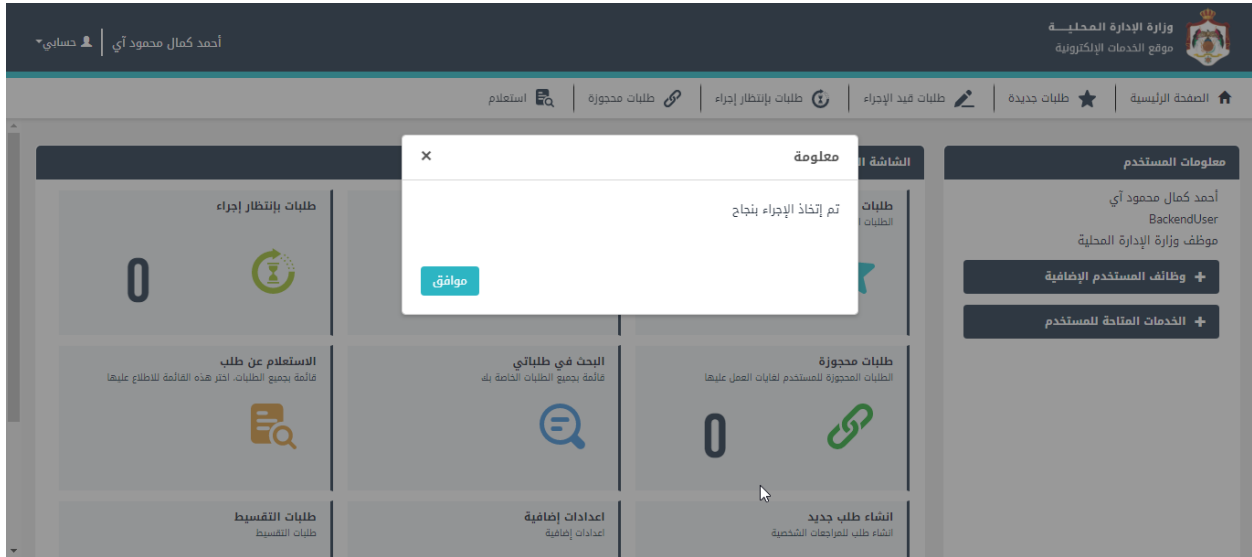 وزارة الإدارة المحليــــة
موقع الخدمات الإلكترونية
أحمد كمال محمود آي
حسابي
الصفحة الرئيسية
طلبات جديدة
طلبات قيد الإجراء
طلبات بإنتظار إجراء
طلبات محجوزة
استعلام
معلومات المستخدم
أحمد كمال محمود آي
BackendUser
موظف وزارة الإدارة المحلية
وظائف المستخدم الإضافية
الخدمات المتاحة للمستخدم
الشاشة
معلومة
×
تم إتخاذ الإجراء بنجاح
موافق
طلبات
الطلبات
طلبات بإنتظار إجراء
0
طلبات محجوزة
الطلبات المحجوزة للمستخدم لغايات العمل عليها
0
البحث في طلباتي
قائمة بجميع الطلبات الخاصة بك
الاستعلام عن طلب
قائمة بجميع الطلبات، اختر هذه القائمة للاطلاع عليها
انشاء طلب جديد
انشاء طلب للمراجعات الشخصية
اعدادات إضافية
اعدادات إضافية
طلبات التقسيط
طلبات التقسيط